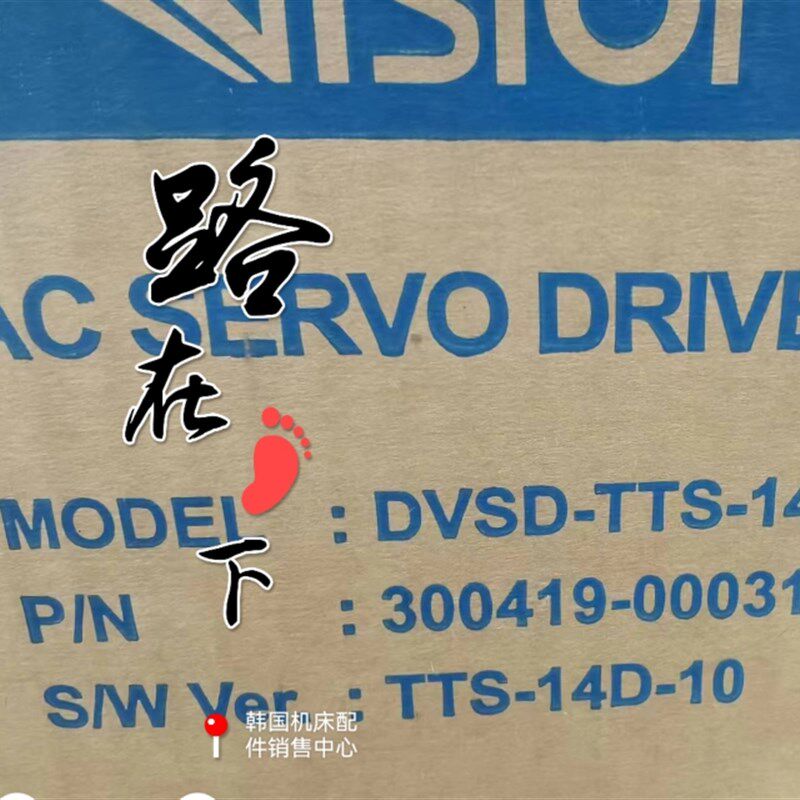 VISION
路
AC SERVO DRIVE
在
MODEL : DVSD-TTS-14
下
P/N : 300419-00031
S/W Ver. : TTS-14D-10
韩国机床配
件销售中心